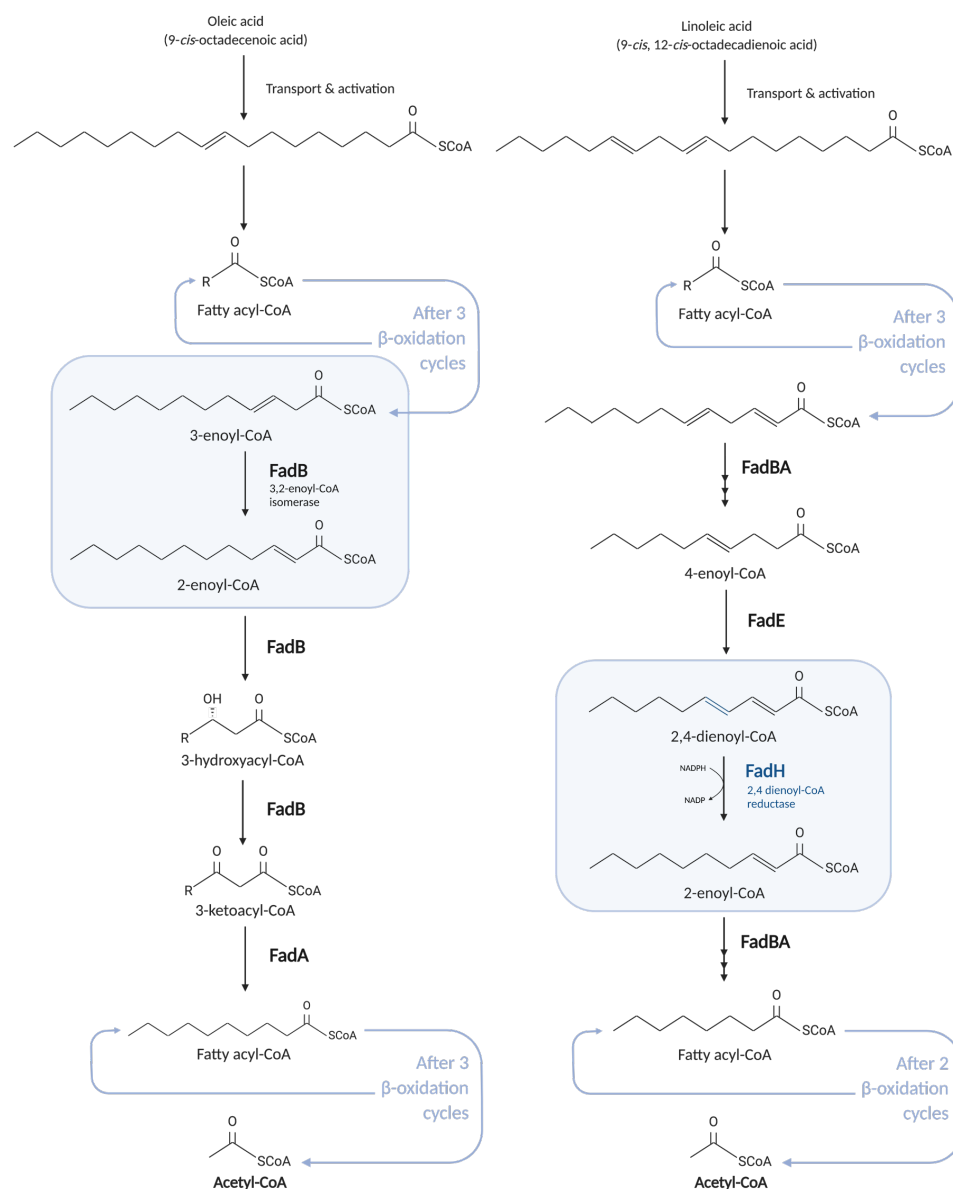 Oleic acid
(9-cis-octadecenoic acid)
Transport & activation
O
SCoA
O
R
SCoA
Fatty acyl-CoA
After 3
β-oxidation
cycles
O
SCoA
3-enoyl-CoA
FadB
3,2-enoyl-CoA
isomerase
O
SCoA
2-enoyl-CoA
FadB
OH
O
R
SCoA
3-hydroxyacyl-CoA
FadB
O
O
R
SCoA
3-ketoacyl-CoA
FadA
O
SCoA
Fatty acyl-CoA
After 3
β-oxidation
cycles
O
SCoA
Acetyl-CoA
Linoleic acid
(9-cis, 12-cis-octadecadienoic acid)
Transport & activation
O
SCoA
O
R
SCoA
Fatty acyl-CoA
After 3
β-oxidation
cycles
O
SCoA
FadBA
O
SCoA
4-enoyl-CoA
FadE
O
SCoA
2,4-dienoyl-CoA
NADPH
FadH
2,4 dienoyl-CoA
NADP
reductase
O
SCoA
2-enoyl-CoA
FadBA
O
SCoA
Fatty acyl-CoA
After 2
β-oxidation
cycles
O
SCoA
Acetyl-CoA